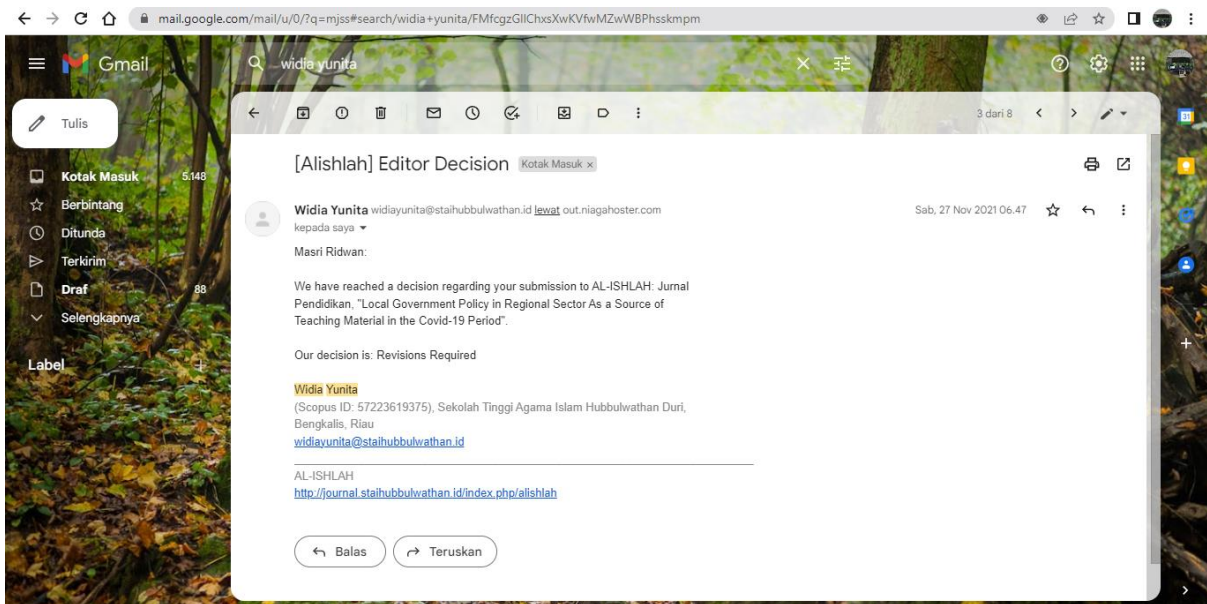 mail.google.com/mail/u/0/?q=mjss#search/widia+yunita/FMfcgzGllChxsXwKVfwMZwWBPhsskmpm
Gmail
widia yunita
Tulis
3 dari 8
31
[Alishlah] Editor Decision Kotak Masuk ×
Kotak Masuk 5.148
Berbintang
Ditunda
Terkirim
Draf 88
Selengkapnya
Label +
Widia Yunita widiayunita@staihubbulwathan.id lewat out.niagahoster.com
Sab, 27 Nov 2021 06.47
kepada saya
Masri Ridwan:
We have reached a decision regarding your submission to AL-ISHLAH: Jurnal
Pendidikan, "Local Government Policy in Regional Sector As a Source of
Teaching Material in the Covid-19 Period".
Our decision is: Revisions Required
Widia Yunita
(Scopus ID: 57223619375), Sekolah Tinggi Agama Islam Hubbulwathan Duri,
Bengkalis, Riau
widiayunita@staihubbulwathan.id
AL-ISHLAH
http://journal.staihubbulwathan.id/index.php/alishlah
Balas
Teruskan